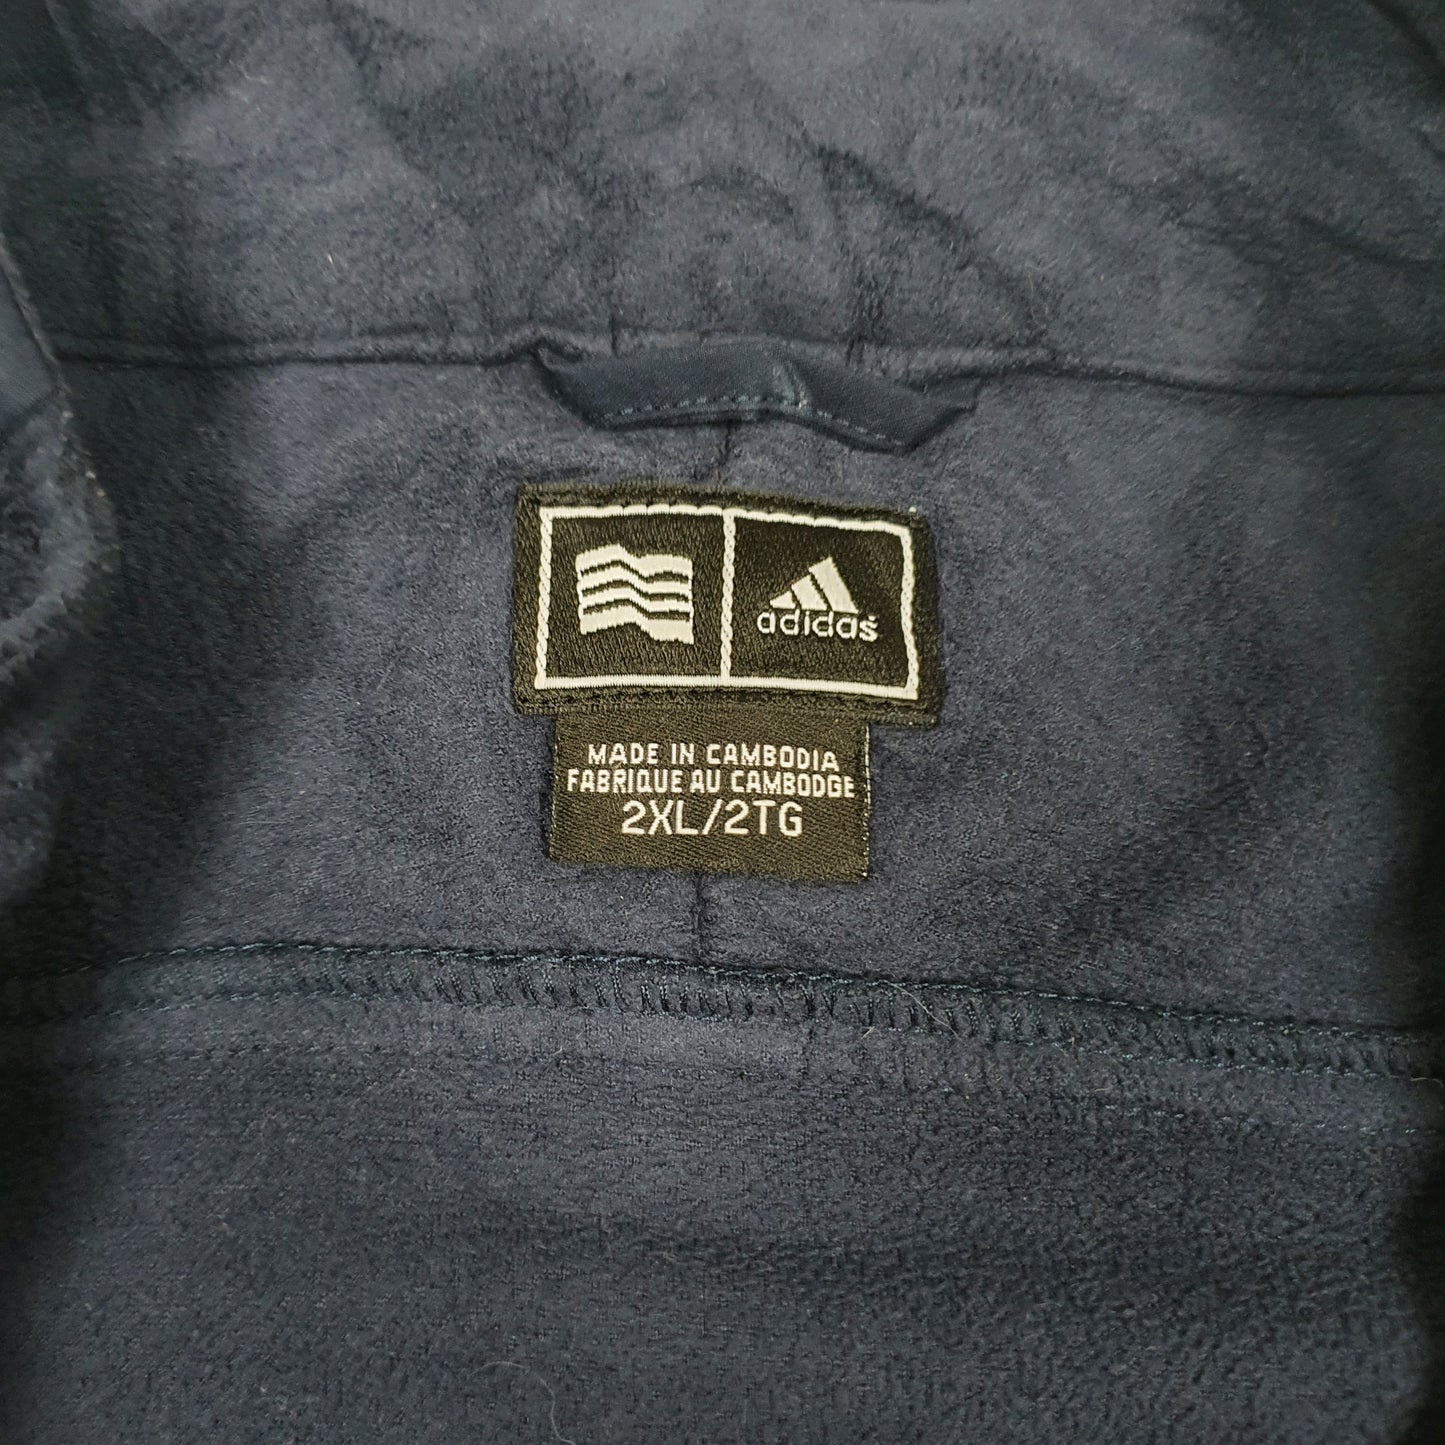 adidas
MADE IN CAMBODIA
FABRIQUE AU CAMBODGE
2XL/2TG